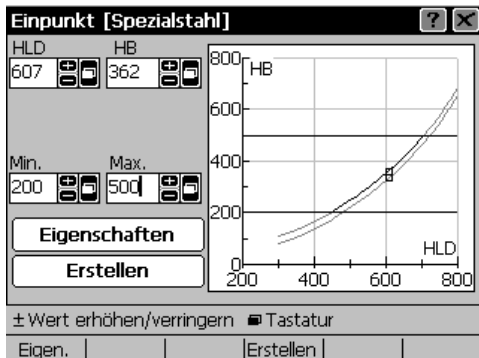 Einpunkt [Spezialstahl] ? X
HLD HB
607 362
Min. Max.
200 500
Eigenschaften
Erstellen
800
HB
600
400
200
0
200 400 600 800
HLD
± Wert erhöhen/verringern Tastatur
Eigen. Erstellen